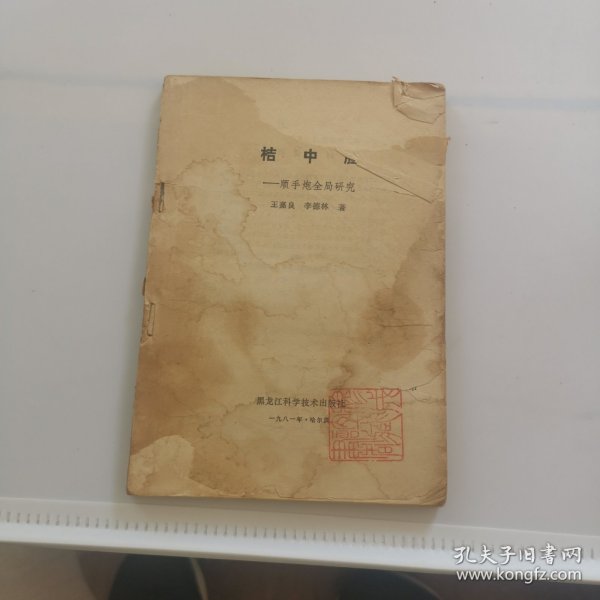 桔 中
——顺手炮全局研究
王嘉良 李德林 著
黑龙江科学技术出版社
一九八一年·哈尔滨
孔夫子旧书网
www.kongfz.com